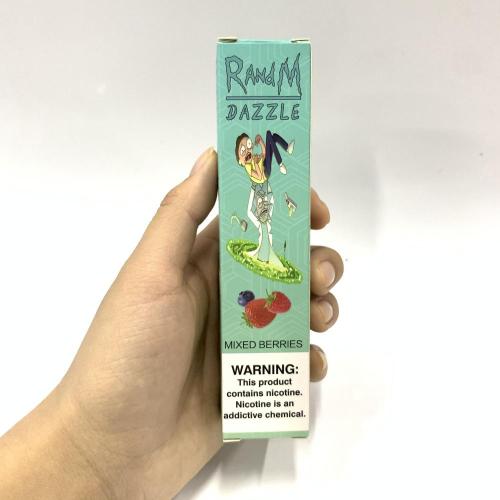 RANDM
DAZZLE
MIXED BERRIES
WARNING:
This product
contains nicotine.
Nicotine is an
addictive chemical.